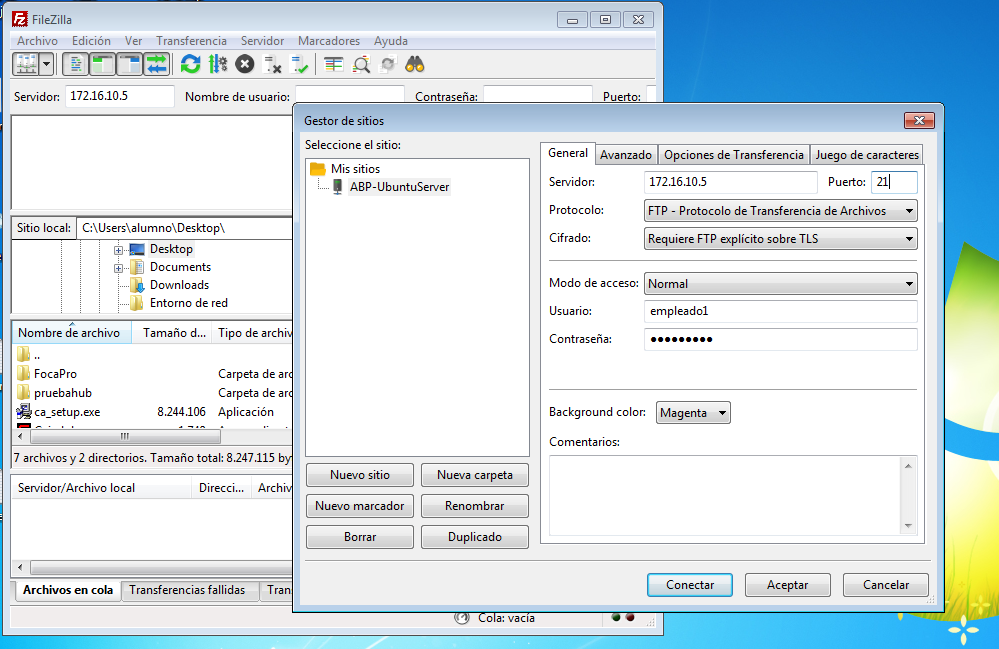 FileZilla
Archivo Edición Ver Transferencia Servidor Marcadores Ayuda
Servidor: 172.16.10.5 Nombre de usuario: Contraseña: Puerto:
Sitio local: C:\Users\alumno\Desktop\
Desktop
Documents
Downloads
Entorno de red
Nombre de archivo Tamaño d... Tipo de archiv
..
FocaPro Carpeta de arc
pruebahub Carpeta de arc
ca_setup.exe 8.244.106 Aplicación
7 archivos y 2 directorios. Tamaño total: 8.247.115 by
Servidor/Archivo local Direcci... Archiv
Archivos en cola Transferencias fallidas Tran
Cola: vacía
Gestor de sitios
Seleccione el sitio:
Mis sitios
ABP-UbuntuServer
Nuevo sitio Nueva carpeta
Nuevo marcador Renombrar
Borrar Duplicado
General Avanzado Opciones de Transferencia Juego de caracteres
Servidor: 172.16.10.5 Puerto: 21
Protocolo: FTP - Protocolo de Transferencia de Archivos
Cifrado: Requiere FTP explícito sobre TLS
Modo de acceso: Normal
Usuario: empleado1
Contraseña: ●●●●●●●●●
Background color: Magenta
Comentarios:
Conectar Aceptar Cancelar